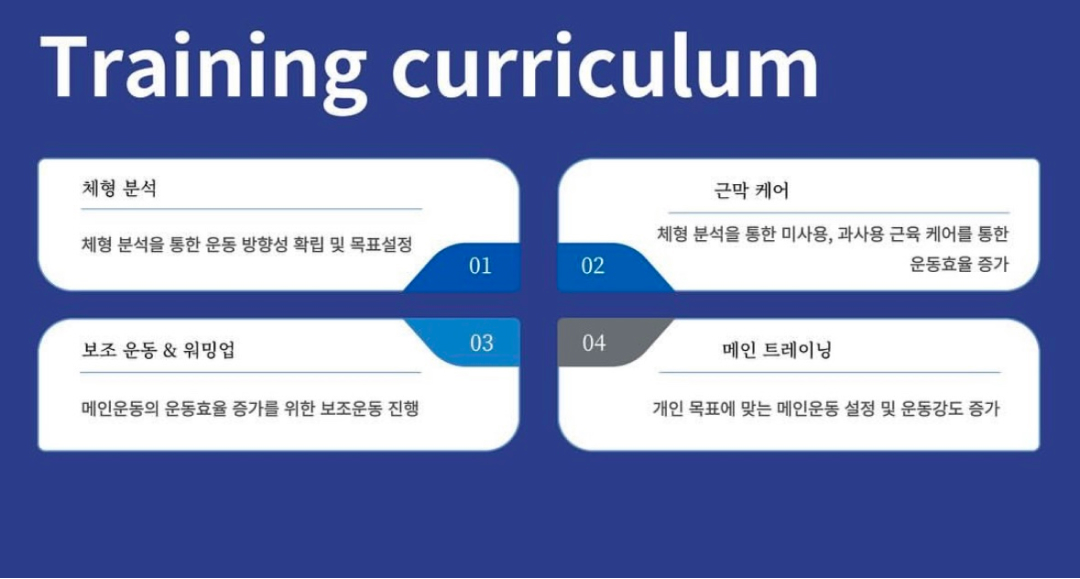 Training curriculum
체형 분석
체형 분석을 통한 운동 방향성 확립 및 목표설정
01
근막 케어
체형 분석을 통한 미사용, 과사용 근육 케어를 통한
운동효율 증가
02
보조 운동 & 워밍업
메인운동의 운동효율 증가를 위한 보조운동 진행
03
메인 트레이닝
개인 목표에 맞는 메인운동 설정 및 운동강도 증가
04